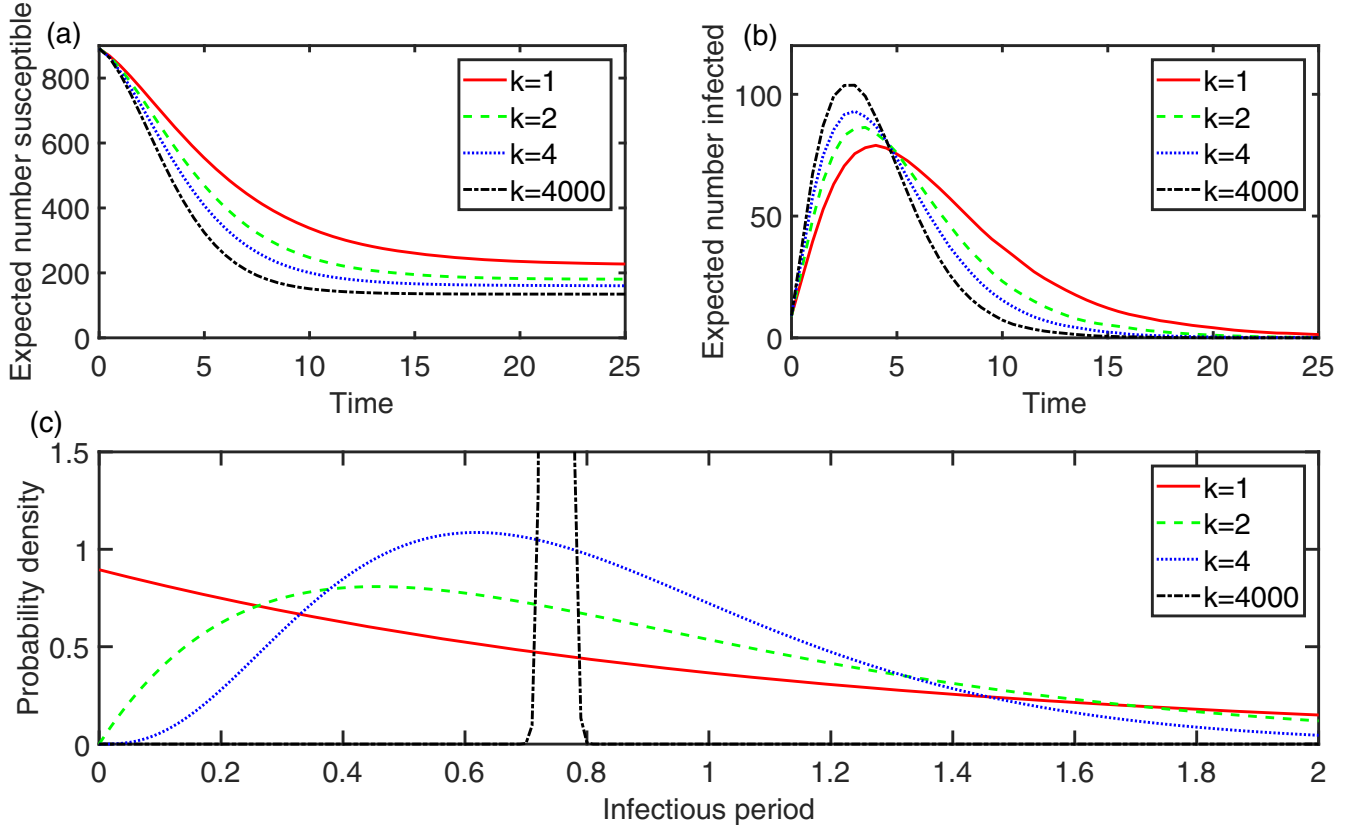 (a)
Expected number susceptible
800
600
400
200
0
0 5 10 15 20 25
Time
k=1
k=2
k=4
k=4000
(b)
Expected number infected
100
50
0
0 5 10 15 20 25
Time
k=1
k=2
k=4
k=4000
(c)
Probability density
1.5
1
0.5
0
0 0.2 0.4 0.6 0.8 1 1.2 1.4 1.6 1.8 2
Infectious period
k=1
k=2
k=4
k=4000